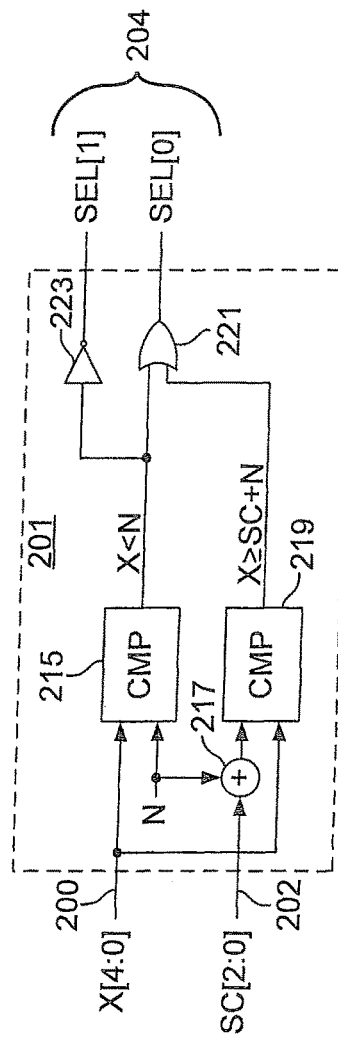 201
X[4:0]
200
SC[2:0]
202
N
215
CMP
217
+
CMP
219
X<N
X≥SC+N
223
221
SEL[1]
SEL[0]
204